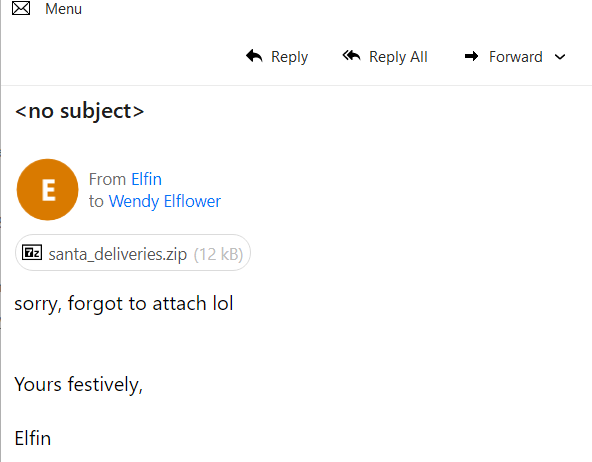 Menu
Reply Reply All Forward
<no subject>
E
From Elfin
to Wendy Elflower
7z santa_deliveries.zip (12 kB)
sorry, forgot to attach lol
Yours festively,
Elfin